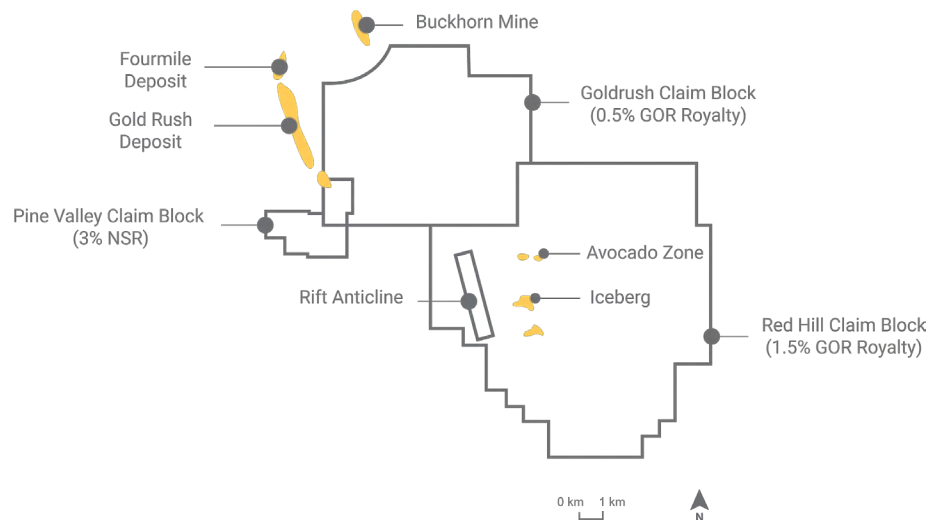 Buckhorn Mine
Fourmile
Deposit
Goldrush Claim Block
(0.5% GOR Royalty)
Gold Rush
Deposit
Pine Valley Claim Block
(3% NSR)
Avocado Zone
Rift Anticline
Iceberg
Red Hill Claim Block
(1.5% GOR Royalty)
0 km 1 km
N